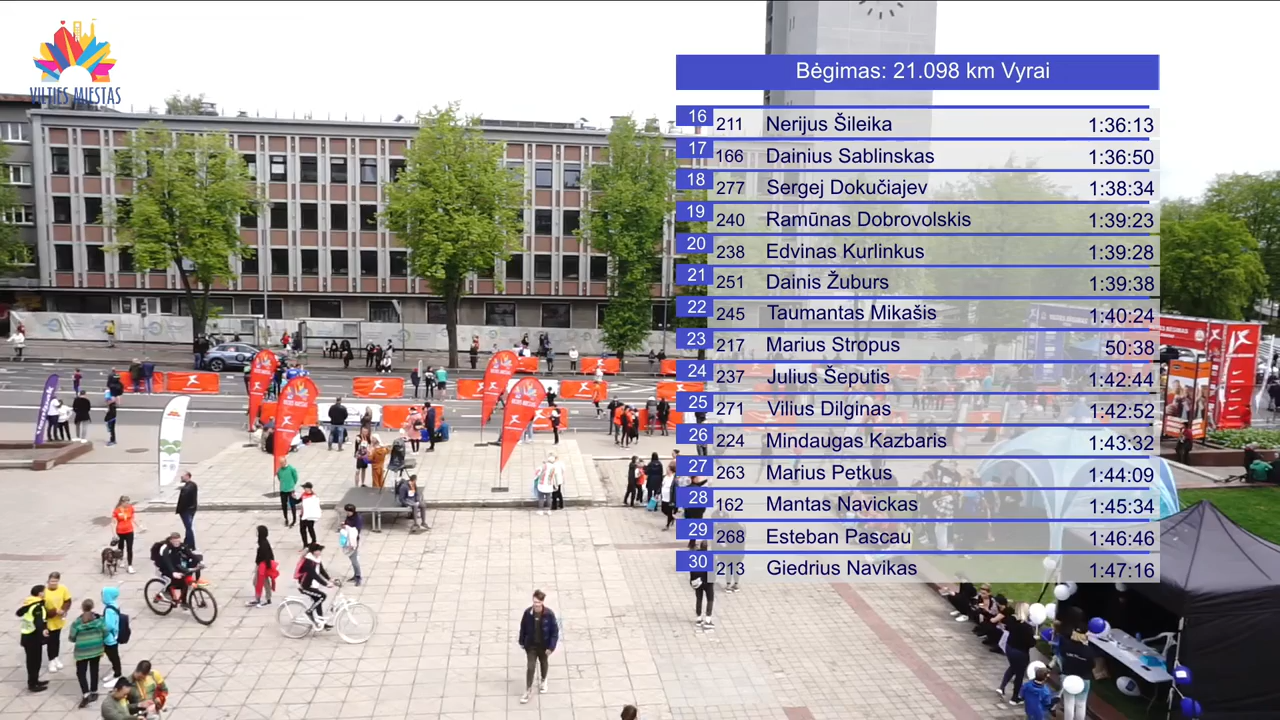 VILTIES MIESTAS
Bėgimas: 21.098 km Vyrai
16 211 Nerijus Šileika 1:36:13
17 166 Dainius Sablinskas 1:36:50
18 277 Sergej Dokučiajev 1:38:34
19 240 Ramūnas Dobrovolskis 1:39:23
20 238 Edvinas Kurlinkus 1:39:28
21 251 Dainis Žuburs 1:39:38
22 245 Taumantas Mikašis 1:40:24
23 217 Marius Stropus 50:38
24 237 Julius Šeputis 1:42:44
25 271 Vilius Dilginas 1:42:52
26 224 Mindaugas Kazbaris 1:43:32
27 263 Marius Petkus 1:44:09
28 162 Mantas Navickas 1:45:34
29 268 Esteban Pascau 1:46:46
30 213 Giedrius Navikas 1:47:16